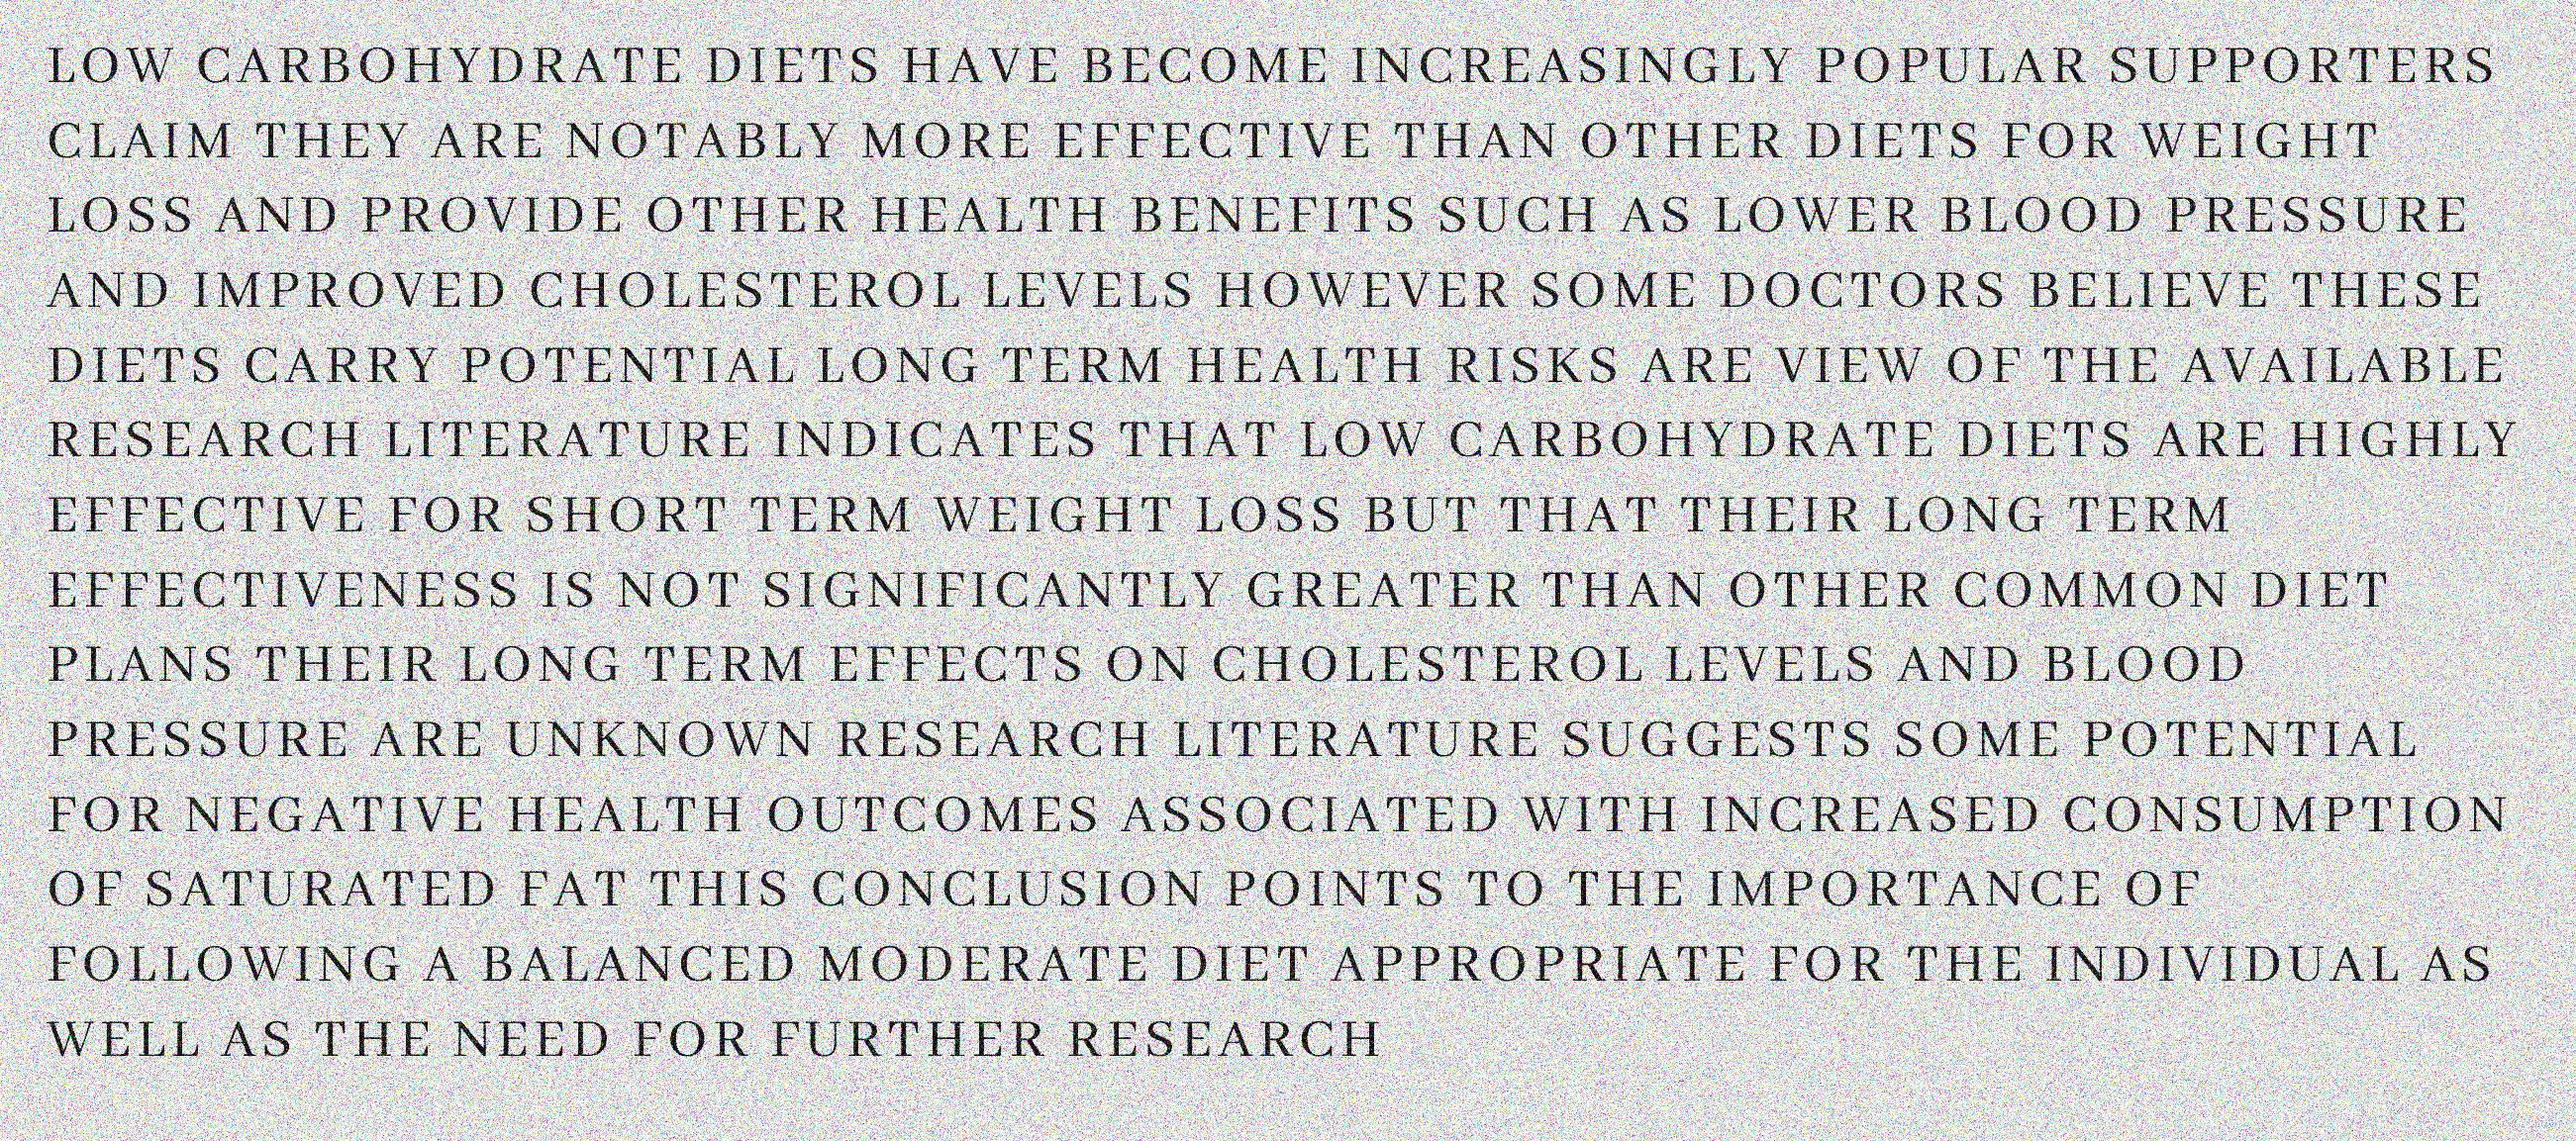 LOW CARBOHYDRATE DIETS HAVE BECOME INCREASINGLY POPULAR SUPPORTERS
CLAIM THEY ARE NOTABLY MORE EFFECTIVE THAN OTHER DIETS FOR WEIGHT
LOSS AND PROVIDE OTHER HEALTH BENEFITS SUCH AS LOWER BLOOD PRESSURE
AND IMPROVED CHOLESTEROL LEVELS HOWEVER SOME DOCTORS BELIEVE THESE
DIETS CARRY POTENTIAL LONG TERM HEALTH RISKS ARE VIEW OF THE AVAILABLE
RESEARCH LITERATURE INDICATES THAT LOW CARBOHYDRATE DIETS ARE HIGHLY
EFFECTIVE FOR SHORT TERM WEIGHT LOSS BUT THAT THEIR LONG TERM
EFFECTIVENESS IS NOT SIGNIFICANTLY GREATER THAN OTHER COMMON DIET
PLANS THEIR LONG TERM EFFECTS ON CHOLESTEROL LEVELS AND BLOOD
PRESSURE ARE UNKNOWN RESEARCH LITERATURE SUGGESTS SOME POTENTIAL
FOR NEGATIVE HEALTH OUTCOMES ASSOCIATED WITH INCREASED CONSUMPTION
OF SATURATED FAT THIS CONCLUSION POINTS TO THE IMPORTANCE OF
FOLLOWING A BALANCED MODERATE DIET APPROPRIATE FOR THE INDIVIDUAL AS
WELL AS THE NEED FOR FURTHER RESEARCH